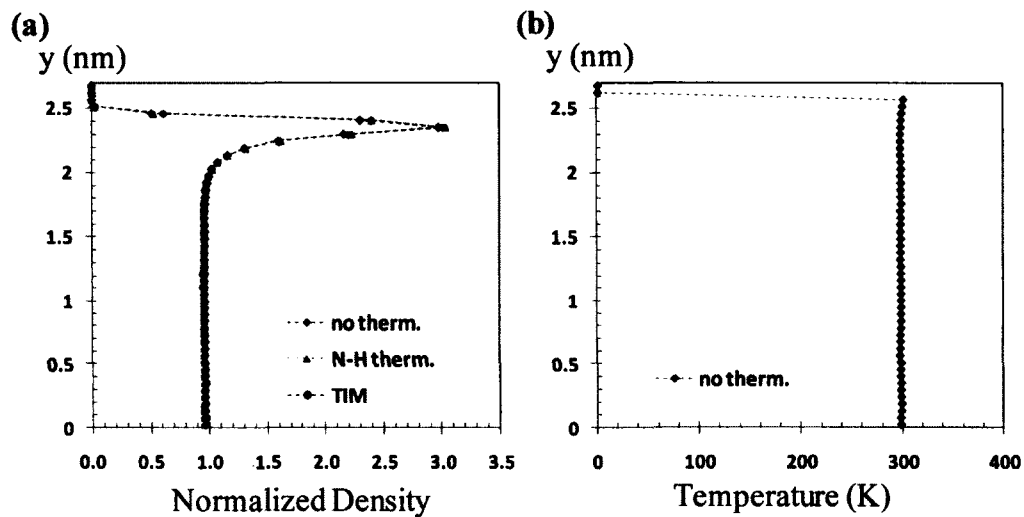 (a)
y (nm)
2.5
2
1.5
1
0.5
0
0.0 0.5 1.0 1.5 2.0 2.5 3.0 3.5
Normalized Density
no therm.
N-H therm.
TIM
(b)
y (nm)
2.5
2
1.5
1
0.5
0
0 100 200 300 400
Temperature (K)
no therm.